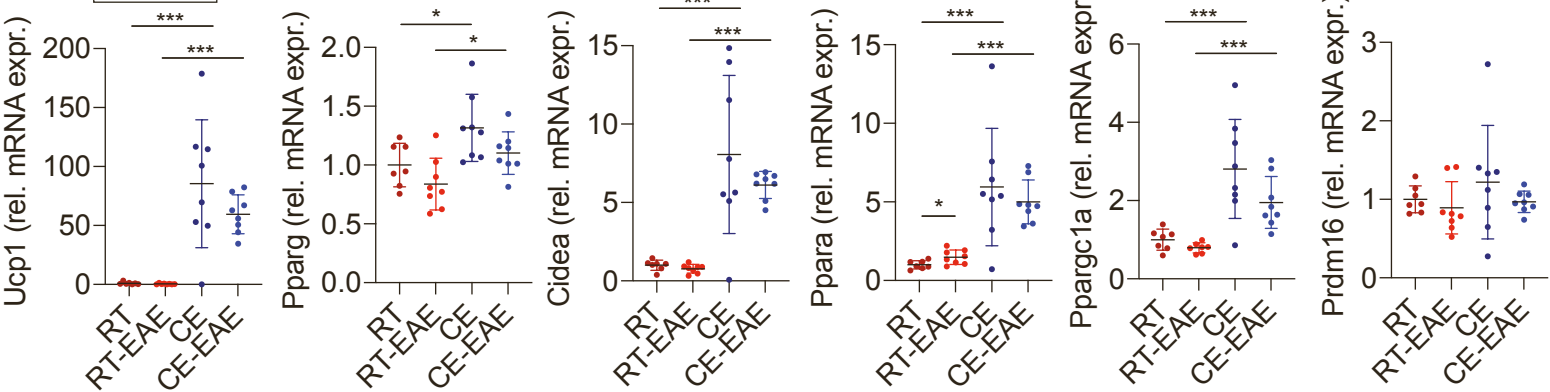 Ucp1 (rel. mRNA expr.)
200
150
100
50
0
***
***
RT
RT-EAE
CE
CE-EAE
Pparg (rel. mRNA expr.)
2.0
1.5
1.0
0.5
0.0
*
*
RT
RT-EAE
CE
CE-EAE
Cidea (rel. mRNA expr.)
15
10
5
0
***
***
RT
RT-EAE
CE
CE-EAE
Ppara (rel. mRNA expr.)
15
10
5
0
***
***
*
RT
RT-EAE
CE
CE-EAE
Ppargc1a (rel. mRNA expr.)
6
4
2
0
***
***
RT
RT-EAE
CE
CE-EAE
Prdm16 (rel. mRNA expr.)
3
2
1
0
RT
RT-EAE
CE
CE-EAE